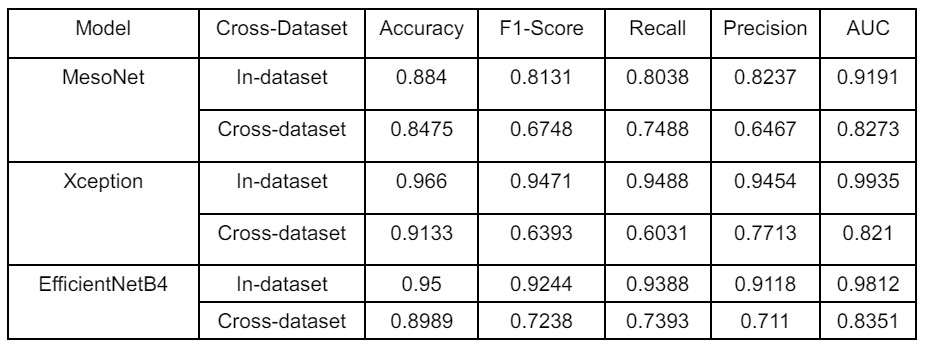 Model Cross-Dataset Accuracy F1-Score Recall Precision AUC
MesoNet In-dataset 0.884 0.8131 0.8038 0.8237 0.9191
Cross-dataset 0.8475 0.6748 0.7488 0.6467 0.8273
Xception In-dataset 0.966 0.9471 0.9488 0.9454 0.9935
Cross-dataset 0.9133 0.6393 0.6031 0.7713 0.821
EfficientNetB4 In-dataset 0.95 0.9244 0.9388 0.9118 0.9812
Cross-dataset 0.8989 0.7238 0.7393 0.711 0.8351